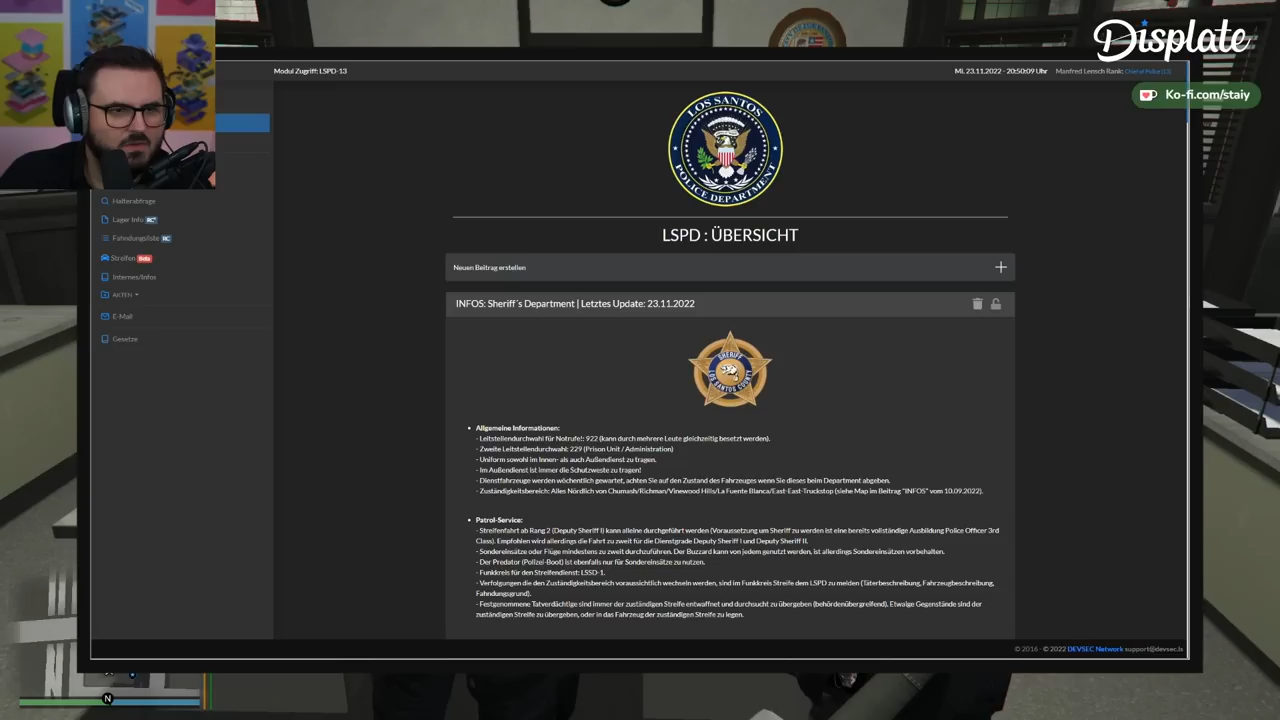 Displate
Modul Zugriff: LSPD-13
Mi. 23.11.2022 - 20:50:09 Uhr
Manfred Lensch Rank: Chief of Police (13)
Ko-fi.com/staiy
LOS SANTOS
POLICE DEPARTMENT
Halterabfrage
Lager Info RC*
Fahndungsliste RC
Streifen Beta
Internes/Infos
AKTEN
E-Mail
Gesetze
LSPD : ÜBERSICHT
Neuen Beitrag erstellen
INFOS: Sheriff´s Department | Letztes Update: 23.11.2022
SHERIFF
LOS SANTOS COUNTY
Allgemeine Informationen:
- Leitstellendurchwahl für Notrufe!: 922 (kann durch mehrere Leute gleichzeitig besetzt werden).
- Zweite Leitstellendurchwahl: 229 (Prison Unit / Administration)
- Uniform sowohl im Innen- als auch Außendienst zu tragen.
- Im Außendienst ist immer die Schutzweste zu tragen!
- Dienstfahrzeuge werden wöchentlich gewartet, achten Sie auf den Zustand des Fahrzeuges wenn Sie dieses beim Department abgeben.
- Zuständigkeitsbereich: Alles Nördlich von Chumash/Richman/Vinewood Hills/La Fuente Blanca/East-East-Truckstop (siehe Map im Beitrag "INFOS" vom 10.09.2022).
Patrol-Service:
- Streifenfahrt ab Rang 2 (Deputy Sheriff I) kann alleine durchgeführt werden (Voraussetzung um Sheriff zu werden ist eine bereits vollständige Ausbildung Police Officer 3rd
Class). Empfohlen wird allerdings die Fahrt zu zweit für die Dienstgrade Deputy Sheriff I und Deputy Sheriff II.
- Sondereinsätze oder Flüge mindestens zu zweit durchzuführen. Der Buzzard kann von jedem genutzt werden, ist allerdings Sondereinsätzen vorbehalten.
- Der Predator (Polizei-Boot) ist ebenfalls nur für Sondereinsätze zu nutzen.
- Funkkreis für den Streifendienst: LSSD-1.
- Verfolgungen die den Zuständigkeitsbereich voraussichtlich wechseln werden, sind im Funkkreis Streife dem LSPD zu melden (Täterbeschreibung, Fahrzeugbeschreibung,
Fahndungsgrund).
- Festgenommene Tatverdächtige sind immer der zuständigen Streife entwaffnet und durchsucht zu übergeben (behördenübergreifend). Etwaige Gegenstände sind der
zuständigen Streife zu übergeben, oder in das Fahrzeug der zuständigen Streife zu legen.
© 2016 - © 2022 DEVSEC Network support@devsec.ls
N